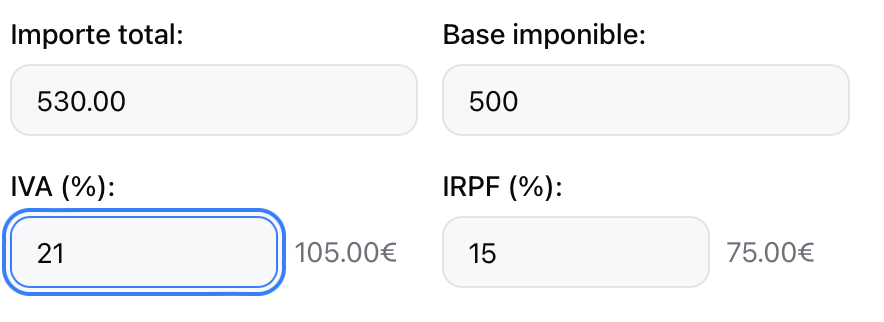 Importe total: Base imponible:
530.00 500
IVA (%): IRPF (%):
21 105.00€ 15 75.00€